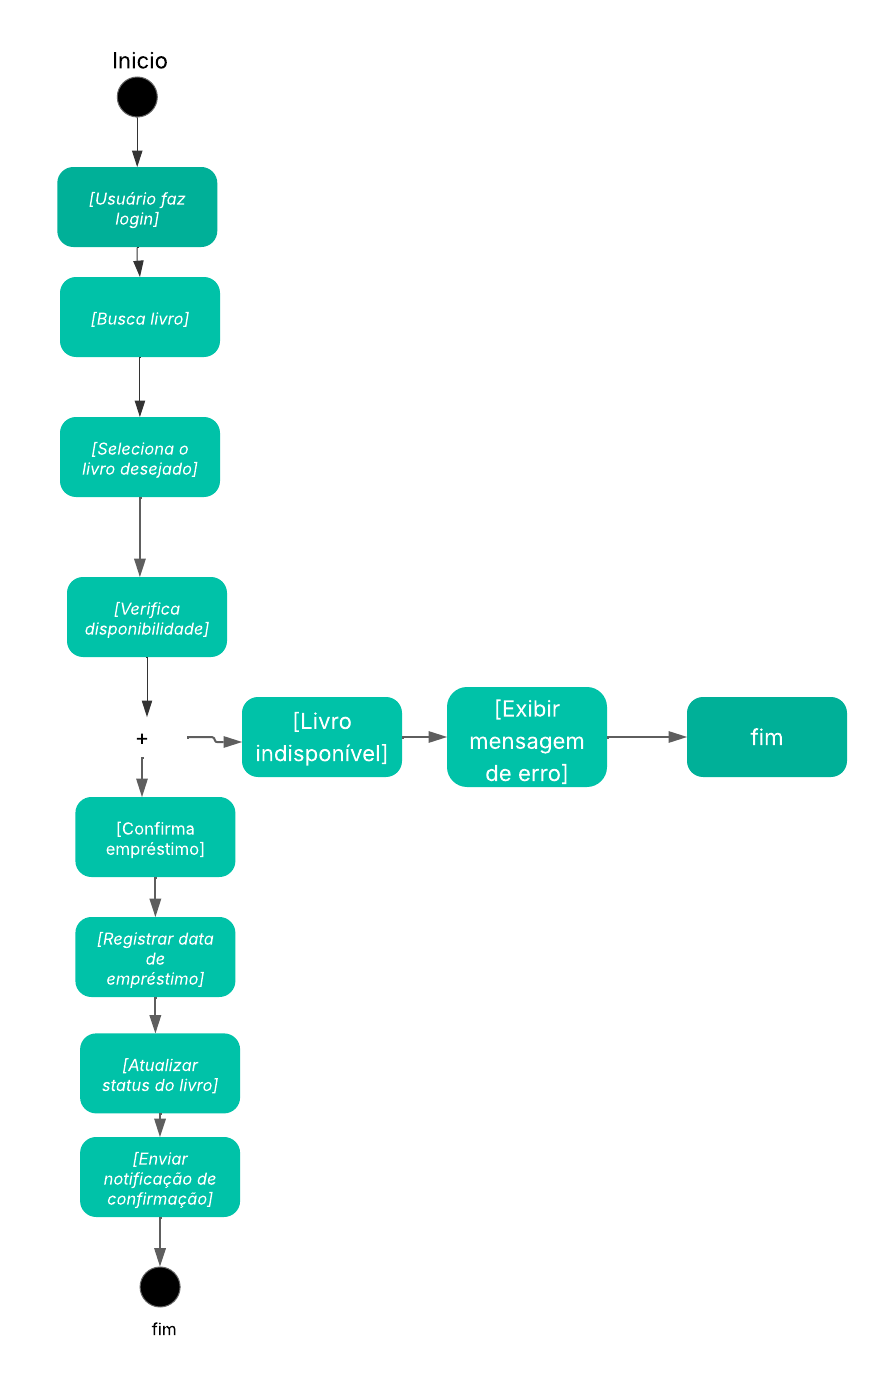 Inicio
[Usuário faz
login]
[Busca livro]
[Seleciona o
livro desejado]
[Verifica
disponibilidade]
+
[Livro
indisponível]
[Exibir
mensagem
de erro]
fim
[Confirma
empréstimo]
[Registrar data
de
empréstimo]
[Atualizar
status do livro]
[Enviar
notificação de
confirmação]
fim